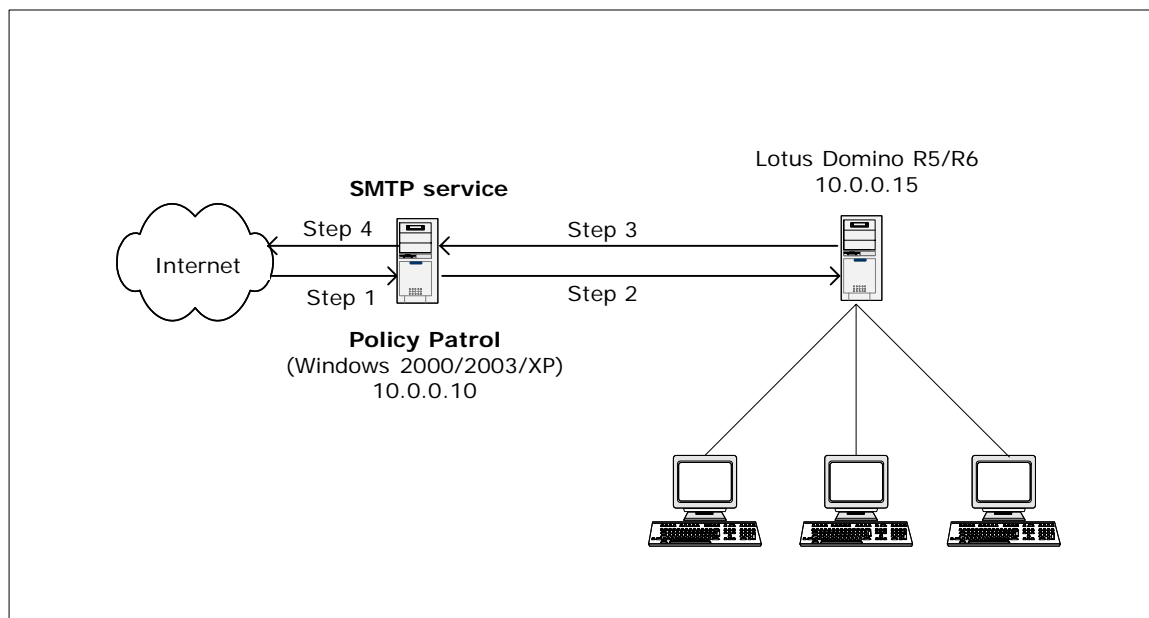 Lotus Domino R5/R6
10.0.0.15
SMTP service
Step 4
Step 3
Internet
Step 1
Step 2
Policy Patrol
(Windows 2000/2003/XP)
10.0.0.10